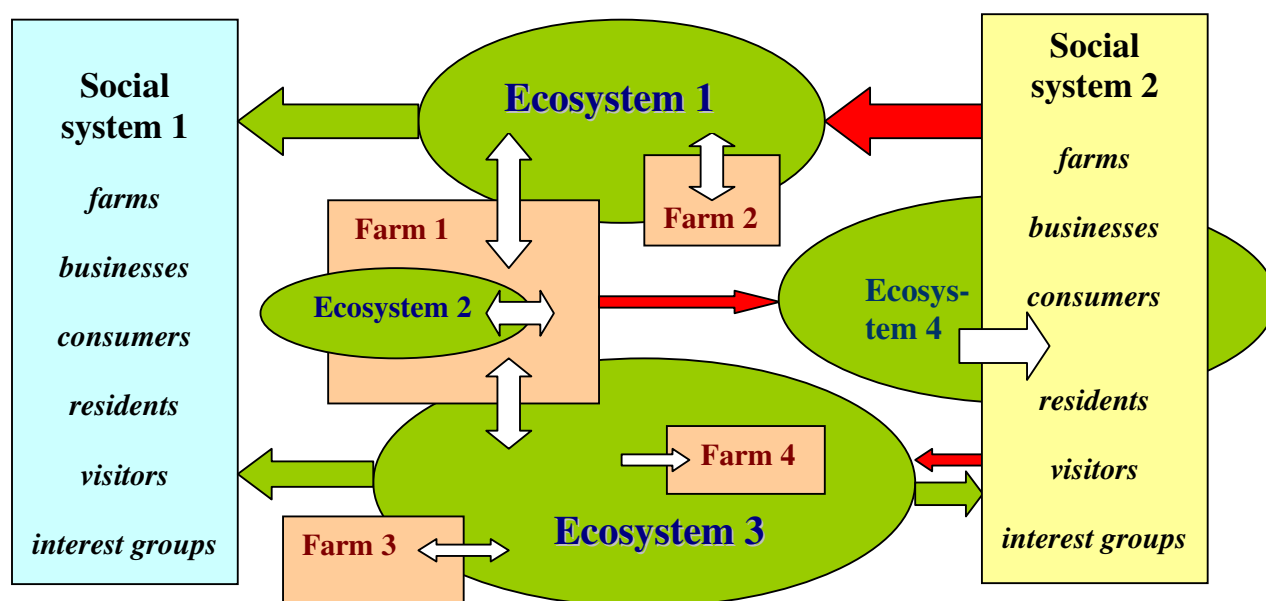 Social
system 1
farms
businesses
consumers
residents
visitors
interest groups
Ecosystem 1
Farm 2
Farm 1
Ecosystem 2
Ecosys-
tem 4
Farm 4
Ecosystem 3
Farm 3
Social
system 2
farms
businesses
consumers
residents
visitors
interest groups